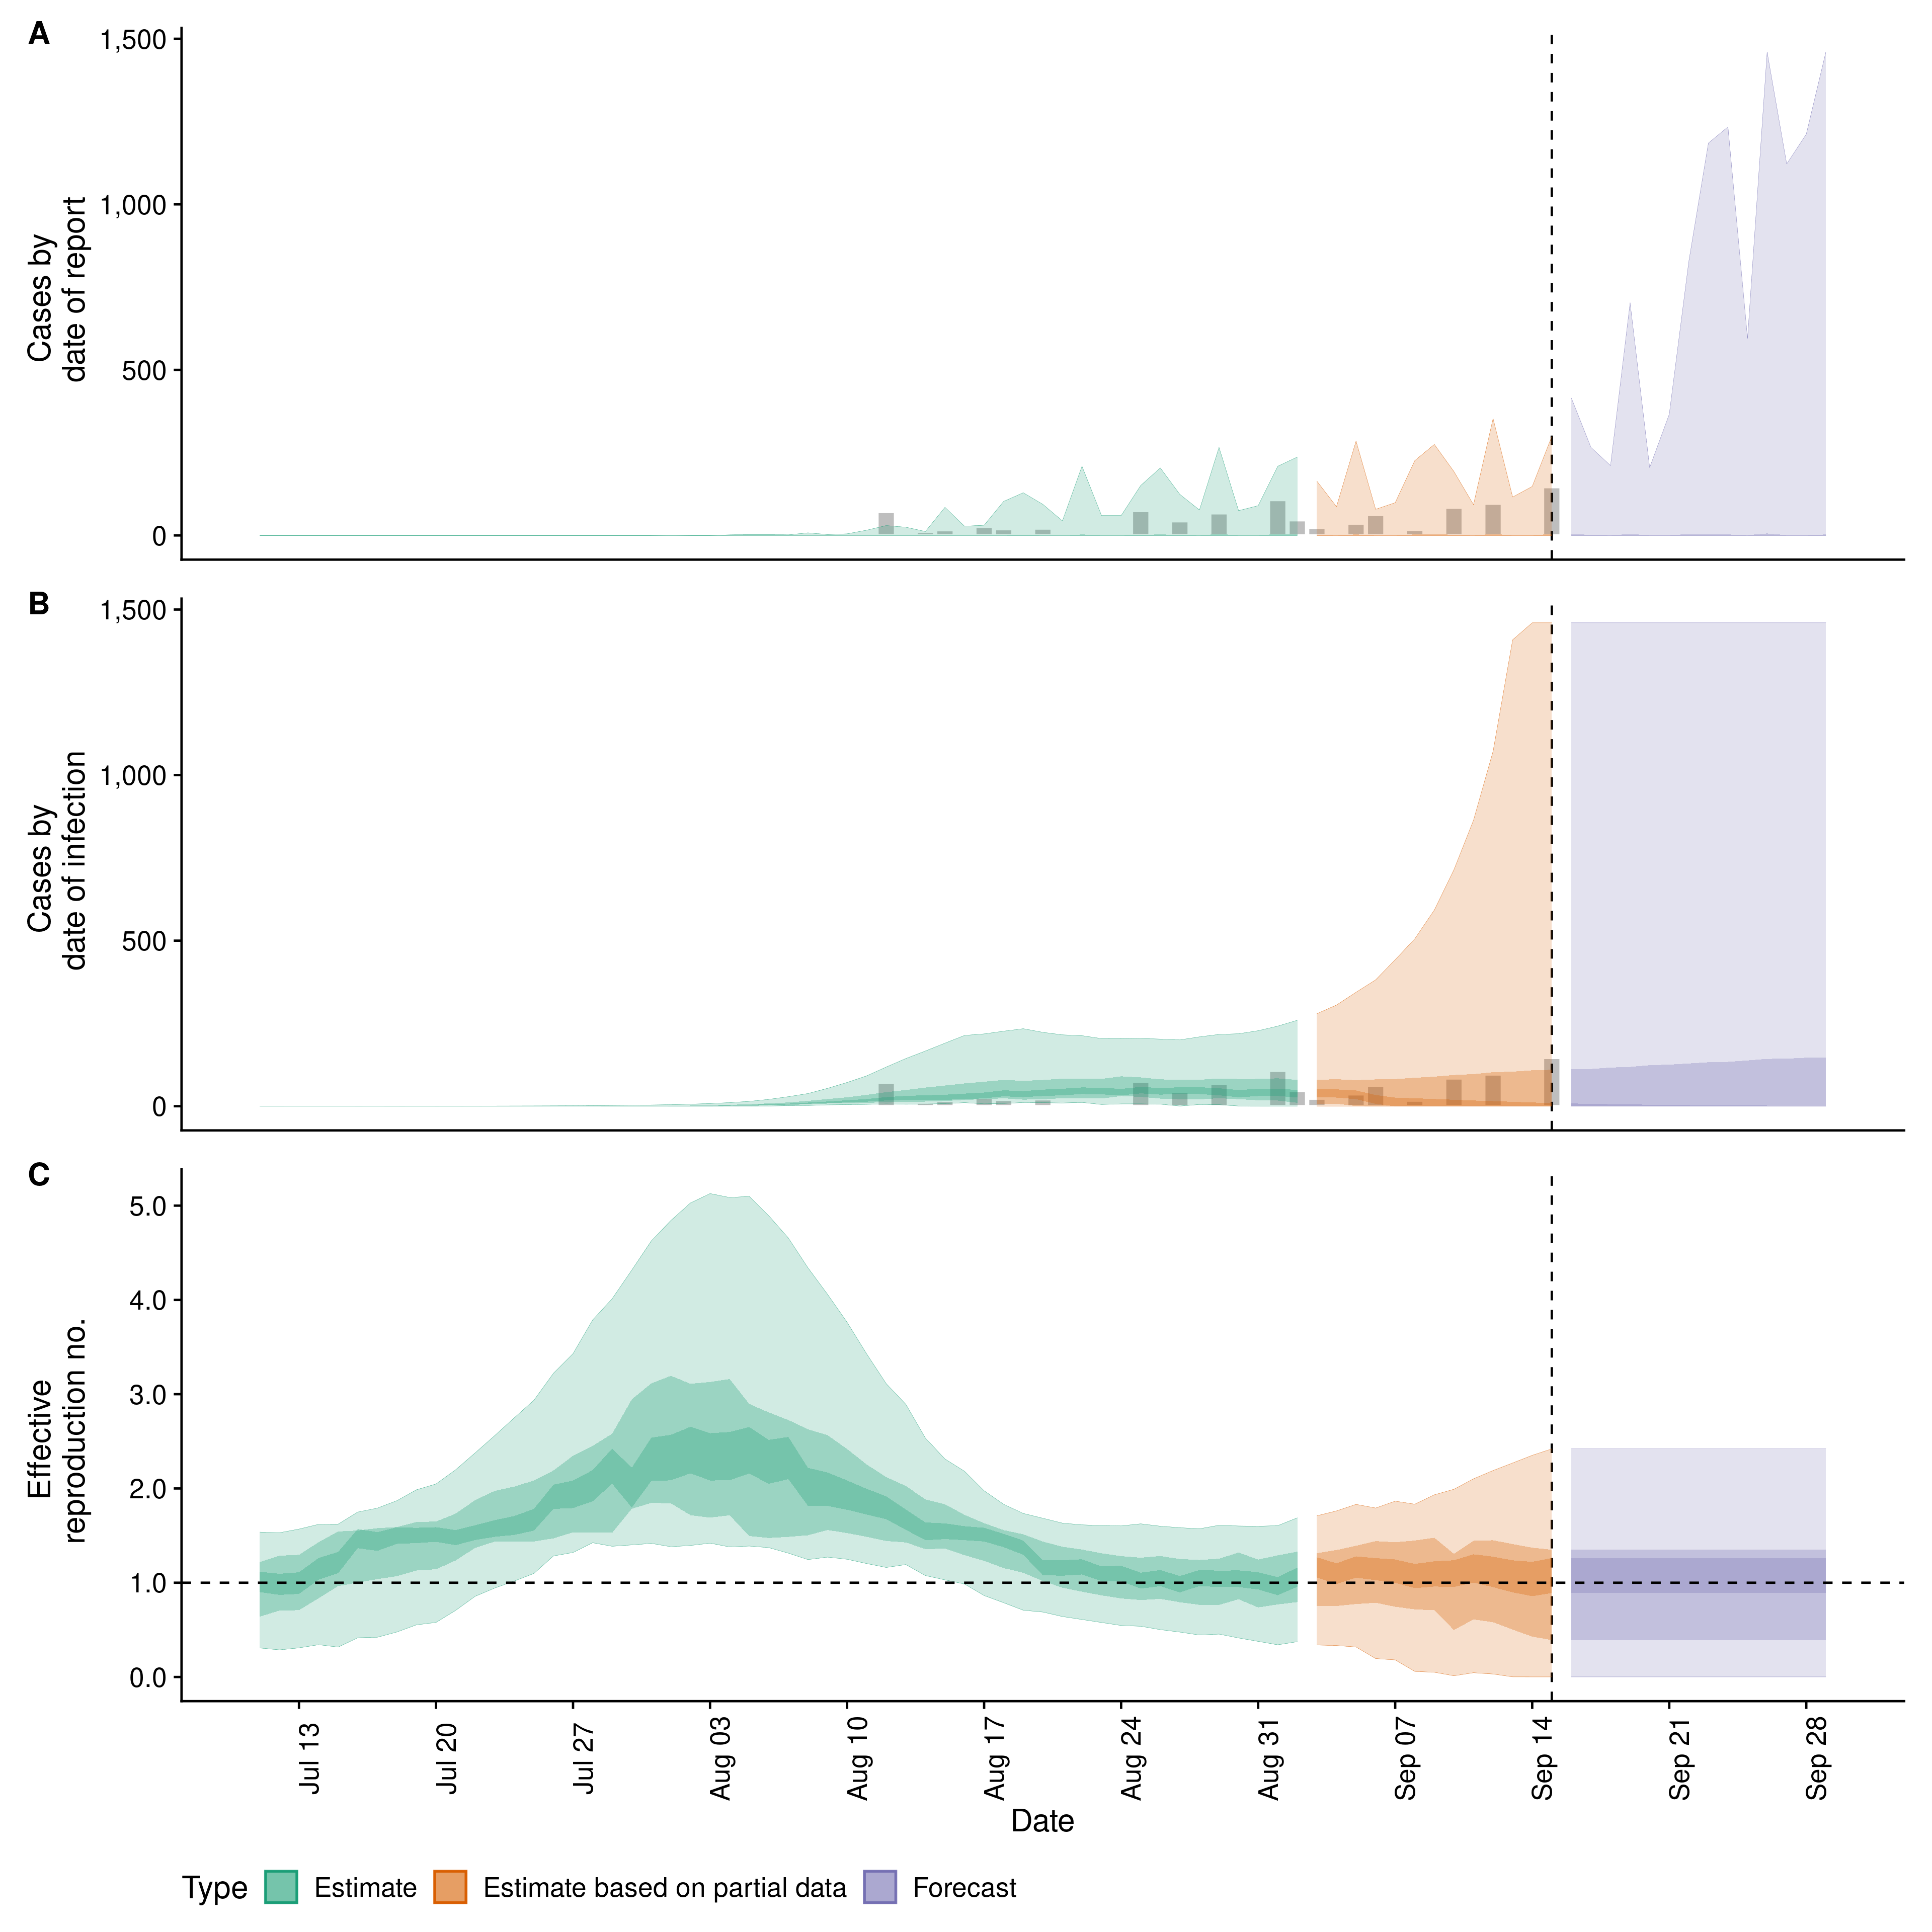 A
1,500
1,000
500
0
Cases by
date of report
B
1,500
1,000
500
0
Cases by
date of infection
C
5.0
4.0
3.0
2.0
1.0
0.0
Effective
reproduction no.
Jul 13
Jul 20
Jul 27
Aug 03
Aug 10
Aug 17
Aug 24
Aug 31
Sep 07
Sep 14
Sep 21
Sep 28
Date
Type Estimate Estimate based on partial data Forecast